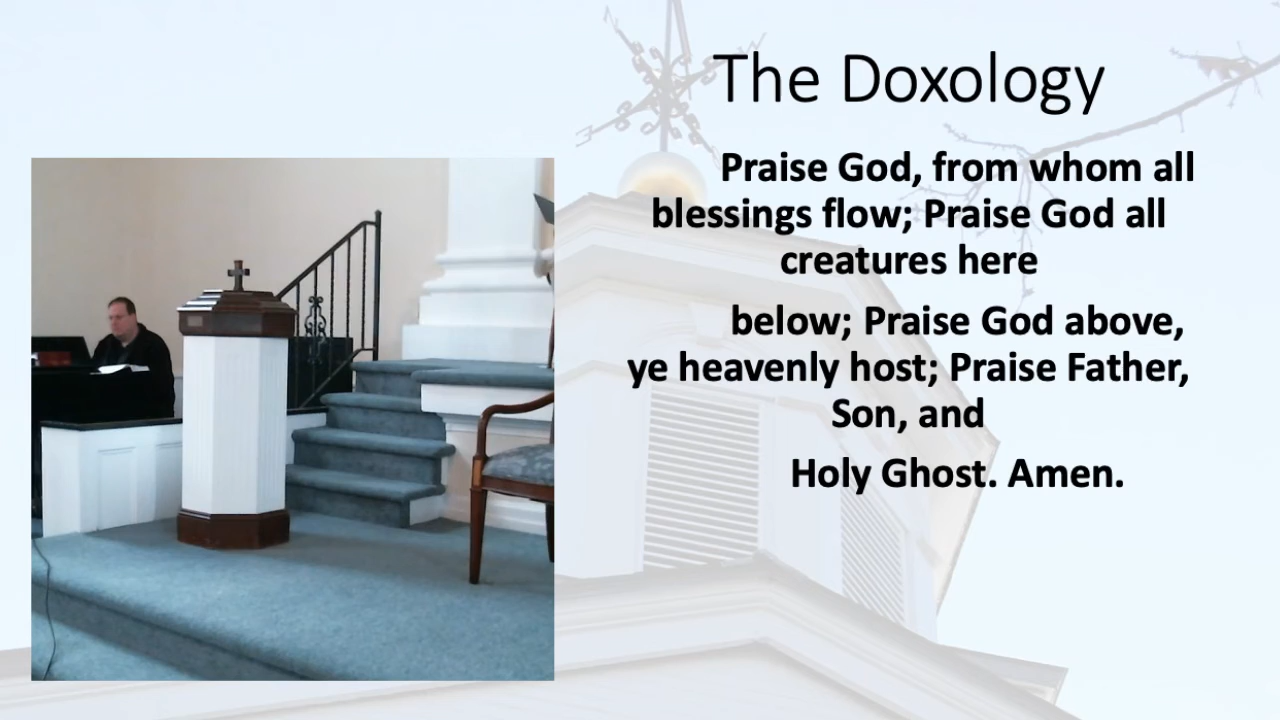 The Doxology
Praise God, from whom all
blessings flow; Praise God all
creatures here
below; Praise God above,
ye heavenly host; Praise Father,
Son, and
Holy Ghost. Amen.